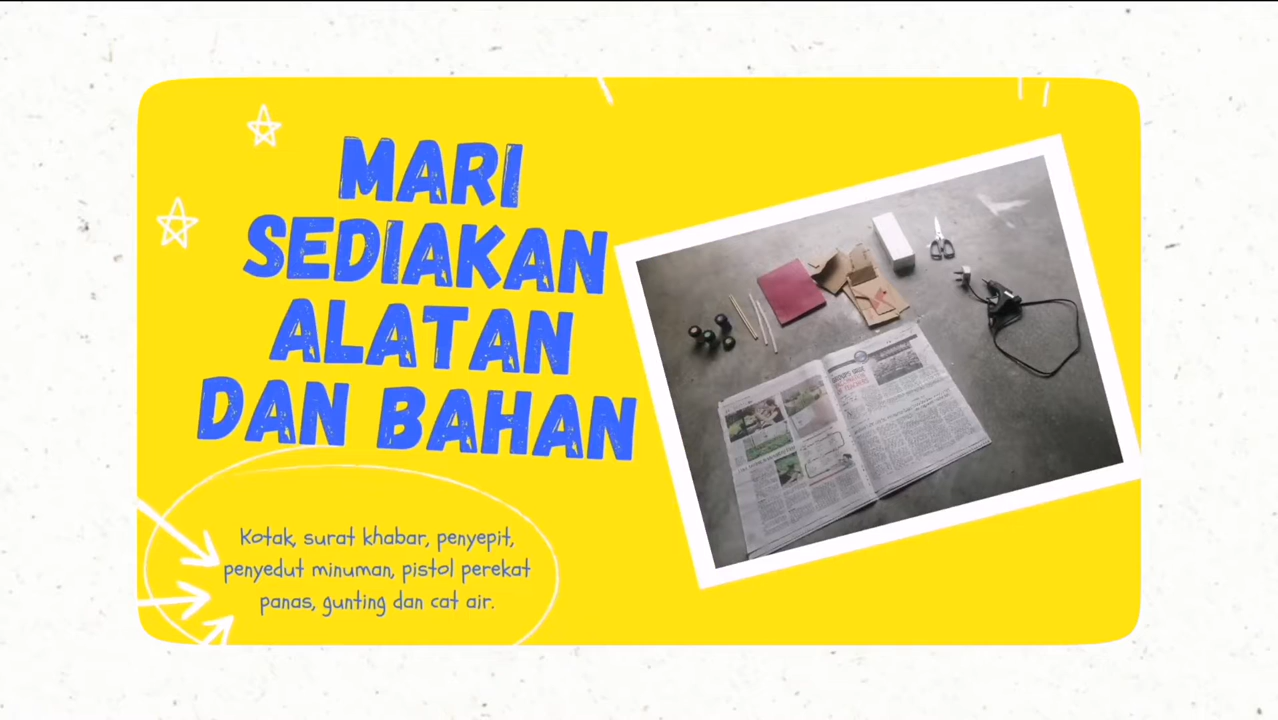 MARI
SEDIAKAN
ALATAN
DAN BAHAN
Kotak, surat khabar, penyepit,
penyedut minuman, pistol perekat
panas, gunting dan cat air.